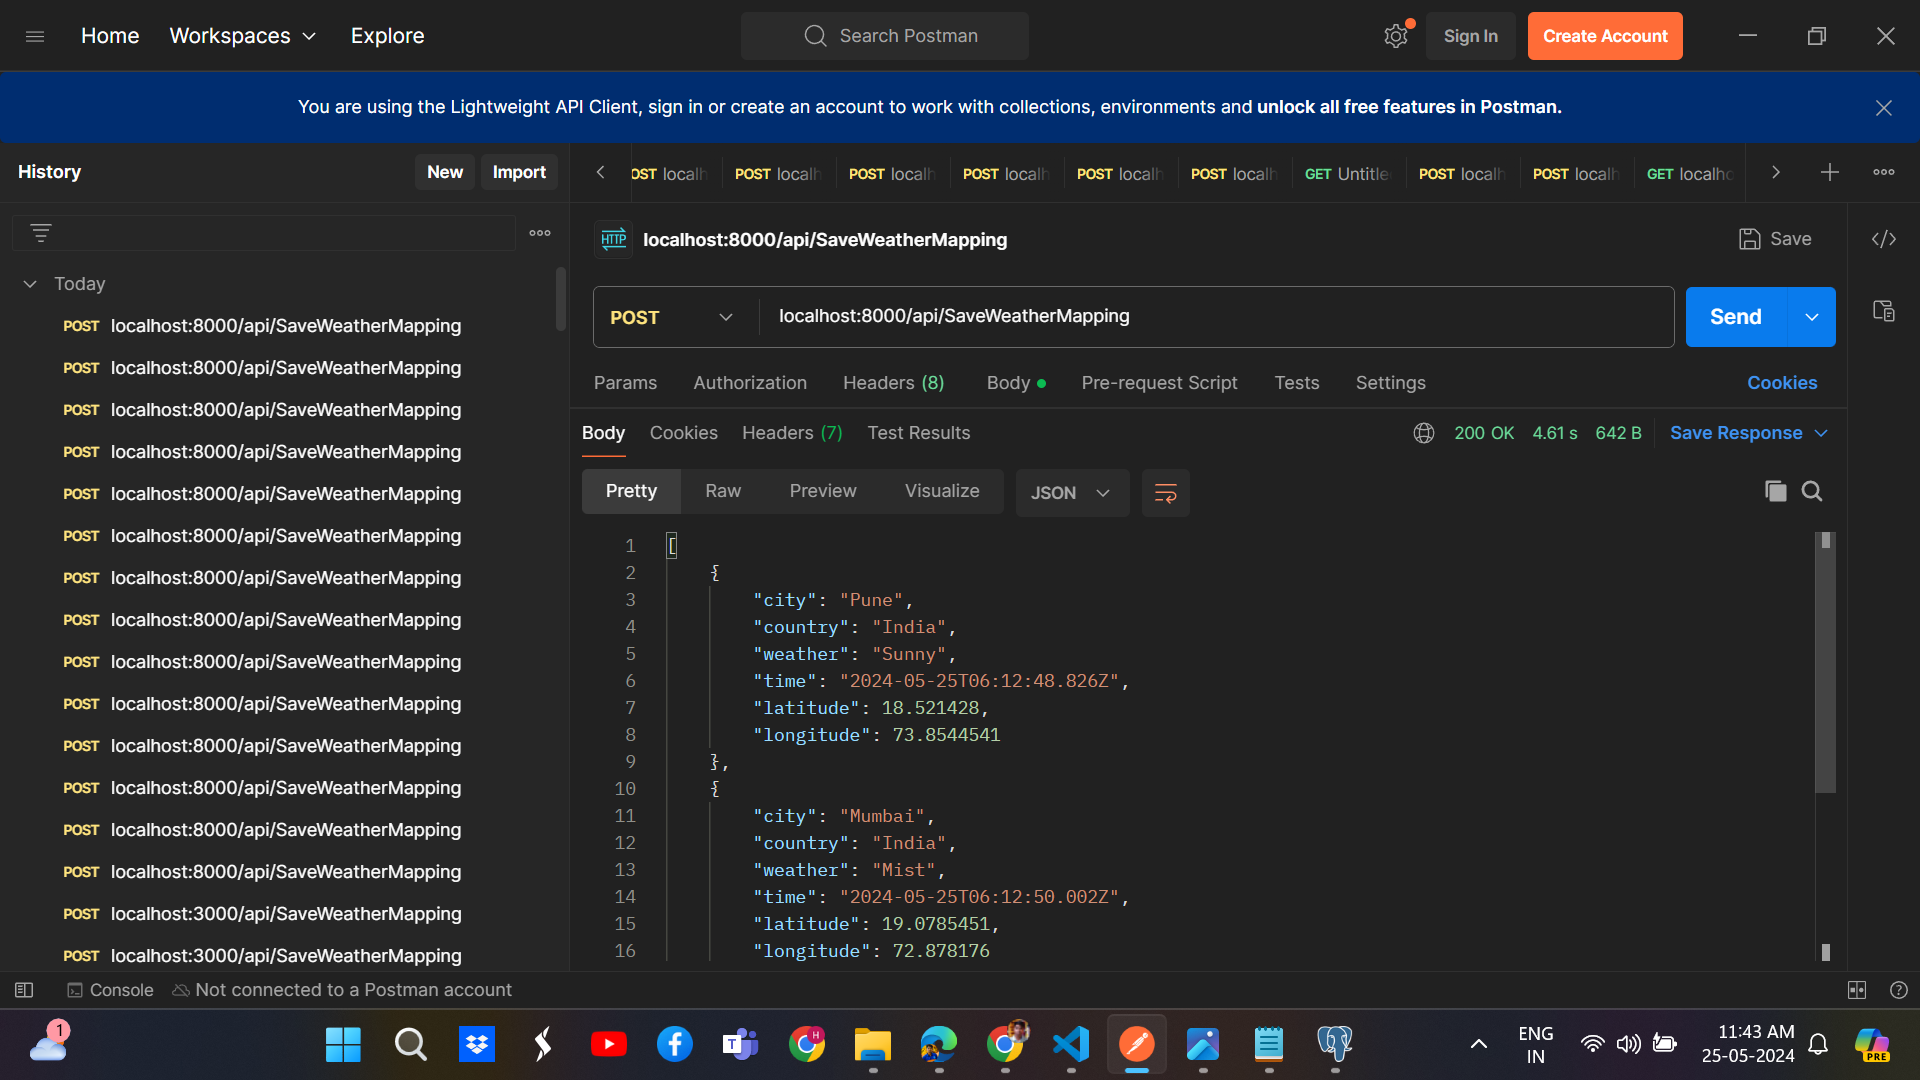 Home Workspaces Explore Search Postman Sign In Create Account
You are using the Lightweight API Client, sign in or create an account to work with collections, environments and unlock all free features in Postman.
History New Import
OST localh POST localh POST localh POST localh POST localh POST localh GET Untitle POST localh POST localh GET localho
HTTP localhost:8000/api/SaveWeatherMapping Save
Today
POST localhost:8000/api/SaveWeatherMapping
POST localhost:8000/api/SaveWeatherMapping
POST localhost:8000/api/SaveWeatherMapping
POST localhost:8000/api/SaveWeatherMapping
POST localhost:8000/api/SaveWeatherMapping
POST localhost:8000/api/SaveWeatherMapping
POST localhost:8000/api/SaveWeatherMapping
POST localhost:8000/api/SaveWeatherMapping
POST localhost:8000/api/SaveWeatherMapping
POST localhost:8000/api/SaveWeatherMapping
POST localhost:8000/api/SaveWeatherMapping
POST localhost:8000/api/SaveWeatherMapping
POST localhost:8000/api/SaveWeatherMapping
POST localhost:8000/api/SaveWeatherMapping
POST localhost:3000/api/SaveWeatherMapping
POST localhost:3000/api/SaveWeatherMapping
POST localhost:8000/api/SaveWeatherMapping Send
Params Authorization Headers (8) Body Pre-request Script Tests Settings Cookies
Body Cookies Headers (7) Test Results 200 OK 4.61 s 642 B Save Response
Pretty Raw Preview Visualize JSON
1 [
2 {
3 "city": "Pune",
4 "country": "India",
5 "weather": "Sunny",
6 "time": "2024-05-25T06:12:48.826Z",
7 "latitude": 18.521428,
8 "longitude": 73.8544541
9 },
10 {
11 "city": "Mumbai",
12 "country": "India",
13 "weather": "Mist",
14 "time": "2024-05-25T06:12:50.002Z",
15 "latitude": 19.0785451,
16 "longitude": 72.878176
Console Not connected to a Postman account
1 T H ENG 11:43 AM
IN 25-05-2024 PRE